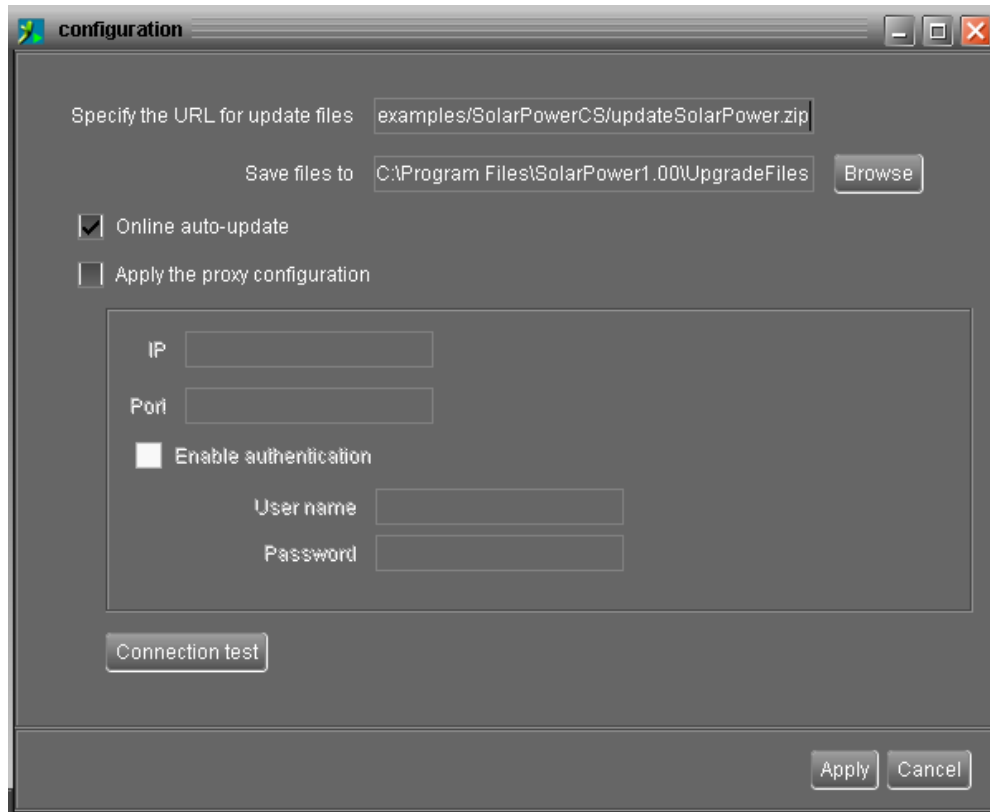 configuration
Specify the URL for update files examples/SolarPowerCS/updateSolarPower.zip
Save files to C:\Program Files\SolarPower1.00\UpgradeFiles Browse
Online auto-update
Apply the proxy configuration
IP
Port
Enable authentication
User name
Password
Connection test
Apply Cancel